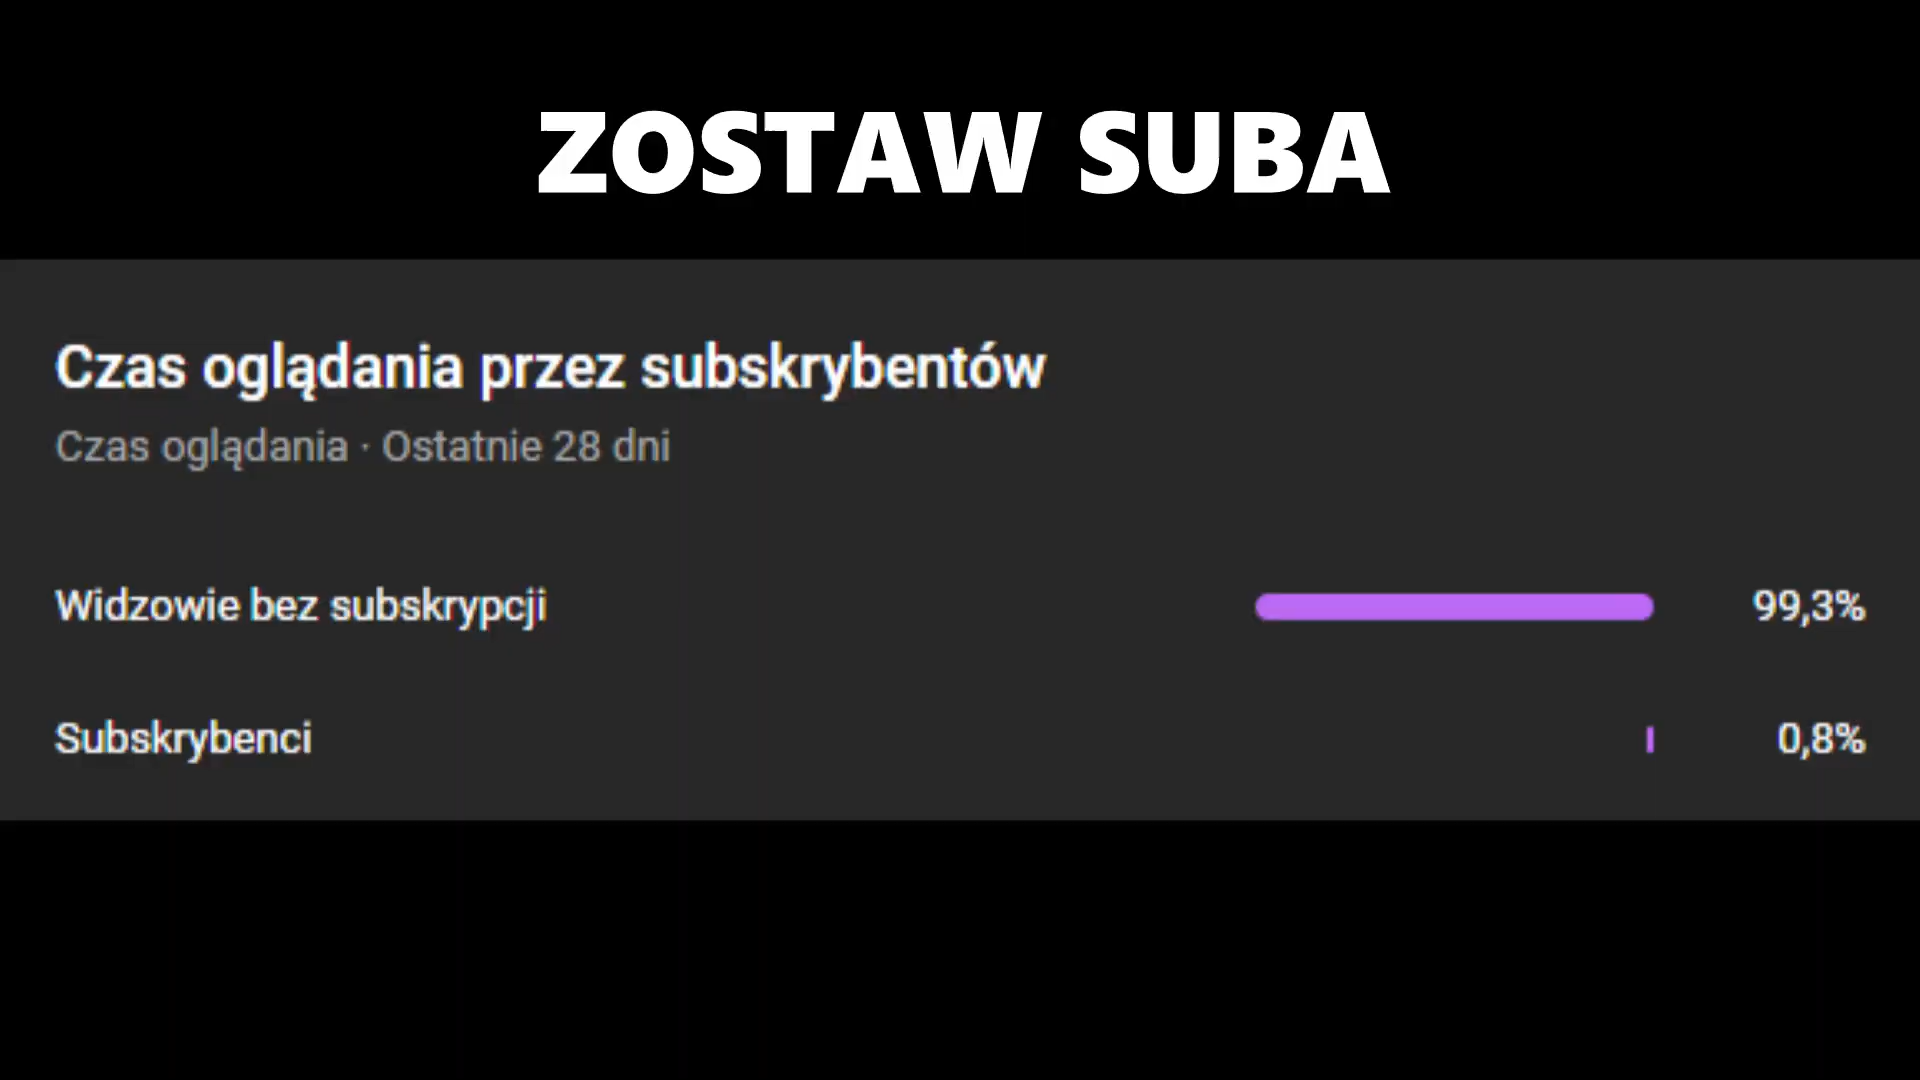 ZOSTAW SUBA
Czas oglądania przez subskrybentów
Czas oglądania · Ostatnie 28 dni
Widzowie bez subskrypcji 99,3%
Subskrybenci 0,8%